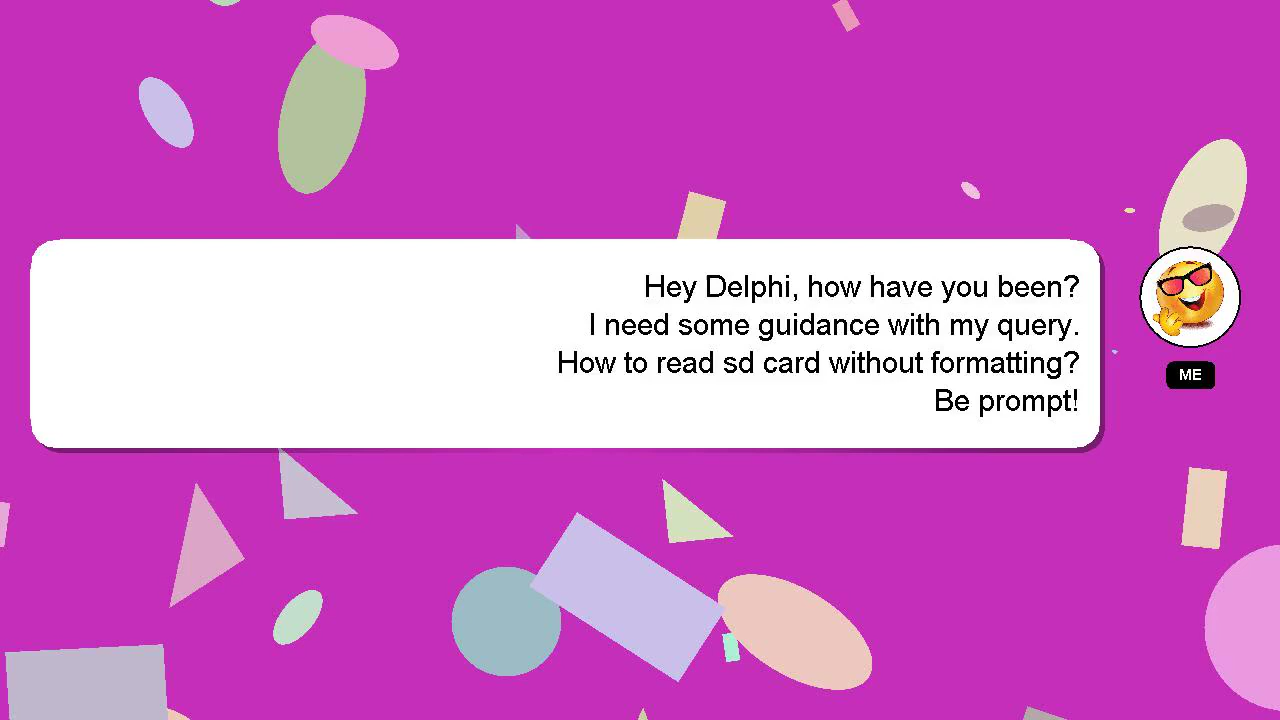 Hey Delphi, how have you been?
I need some guidance with my query.
How to read sd card without formatting?
Be prompt!
ME